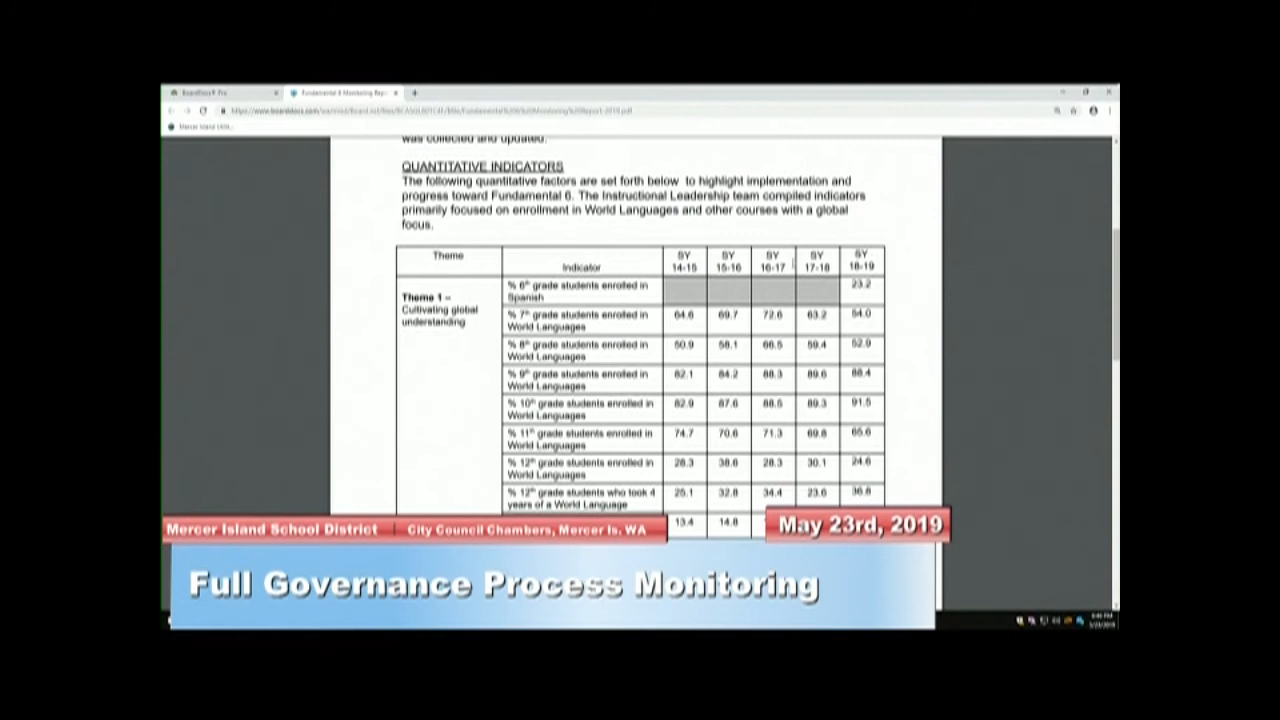 BoardDocs® Pro
Fundamental 6 Monitoring Rep
was collected and updated.
QUANTITATIVE INDICATORS
The following quantitative factors are set forth below to highlight implementation and
progress toward Fundamental 6. The Instructional Leadership team compiled indicators
primarily focused on enrollment in World Languages and other courses with a global
focus.
Theme Indicator SY 14-15 SY 15-16 SY 16-17 SY 17-18 SY 18-19
Theme 1 –
Cultivating global
understanding
% 6th grade students enrolled in 23.2
Spanish
% 7th grade students enrolled in 64.6 69.7 72.6 63.2 54.0
World Languages
% 8th grade students enrolled in 50.9 58.1 66.5 59.4 52.9
World Languages
% 9th grade students enrolled in 82.1 84.2 88.3 89.6 88.4
World Languages
% 10th grade students enrolled in 82.9 87.6 88.6 89.3 91.5
World Languages
% 11th grade students enrolled in 74.7 70.6 71.3 69.8 65.6
World Languages
% 12th grade students enrolled in 28.3 38.6 28.3 30.1 24.6
World Languages
% 12th grade students who took 4 25.1 32.8 34.4 23.6 36.8
years of a World Language
13.4 14.8
Mercer Island School District | City Council Chambers, Mercer Is, WA
May 23rd, 2019
Full Governance Process Monitoring